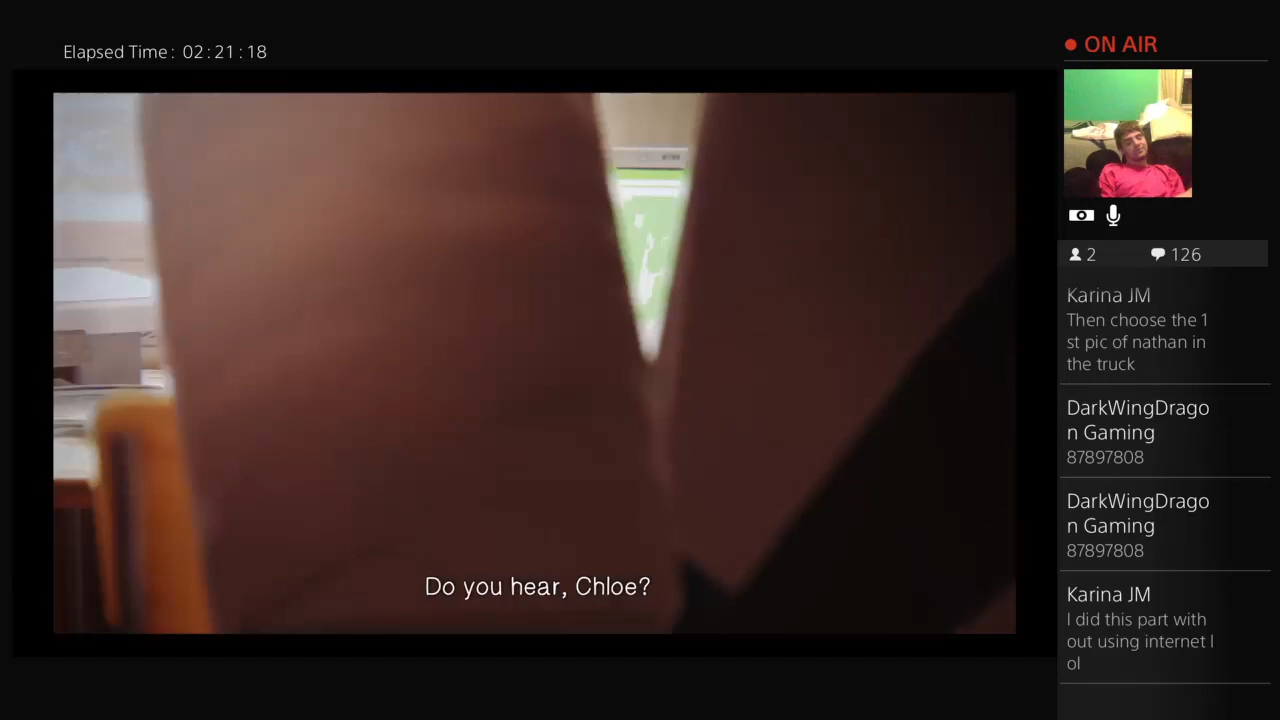 Elapsed Time: 02:21:18
ON AIR
2 126
Karina JM
Then choose the 1
st pic of nathan in
the truck
DarkWingDrago
n Gaming
87897808
DarkWingDrago
n Gaming
87897808
Karina JM
I did this part with
out using internet l
ol
Do you hear, Chloe?